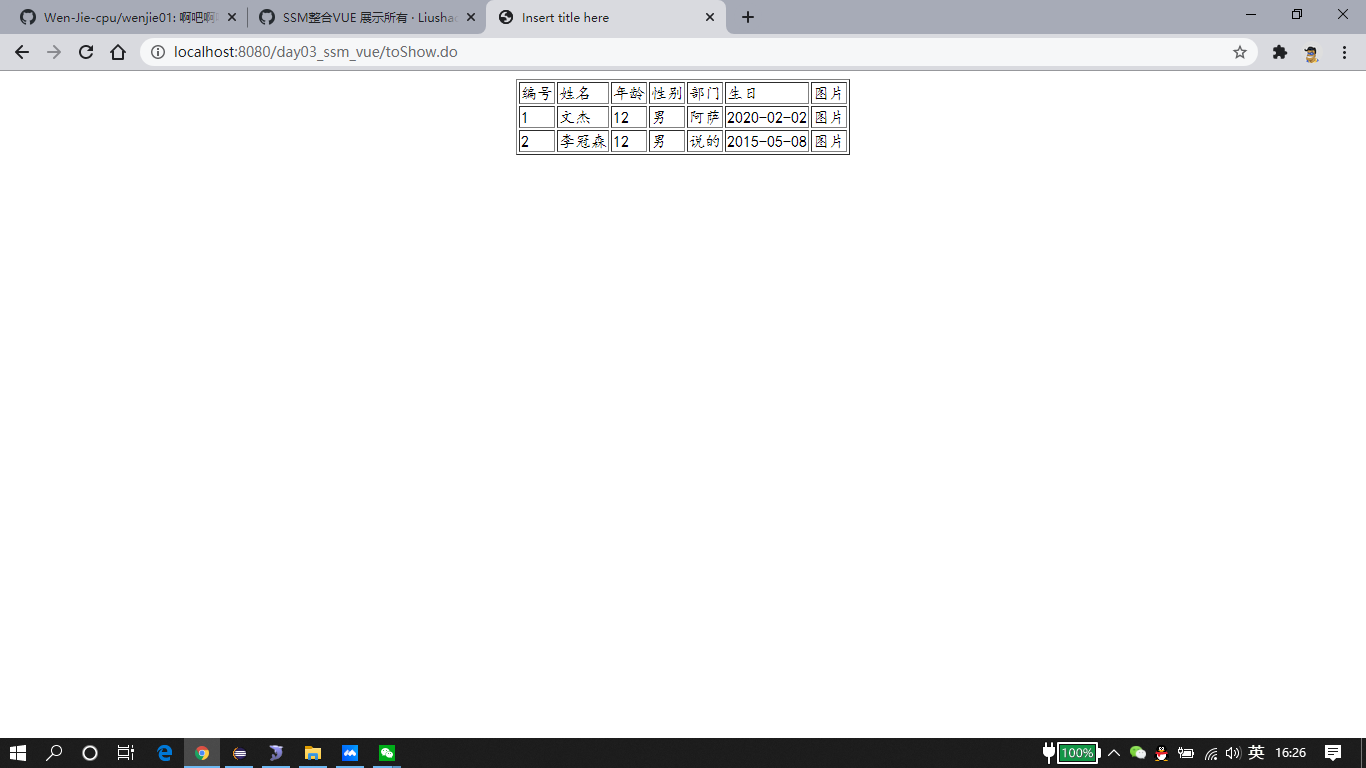 Wen-Jie-cpu/wenjie01: 啊吧啊
SSM整合VUE 展示所有 · Liushao
Insert title here
localhost:8080/day03_ssm_vue/toShow.do
编号 姓名 年龄 性别 部门 生日 图片
1 文杰 12 男 阿萨 2020-02-02 图片
2 李冠森 12 男 说的 2015-05-08 图片
100% 英 16:26